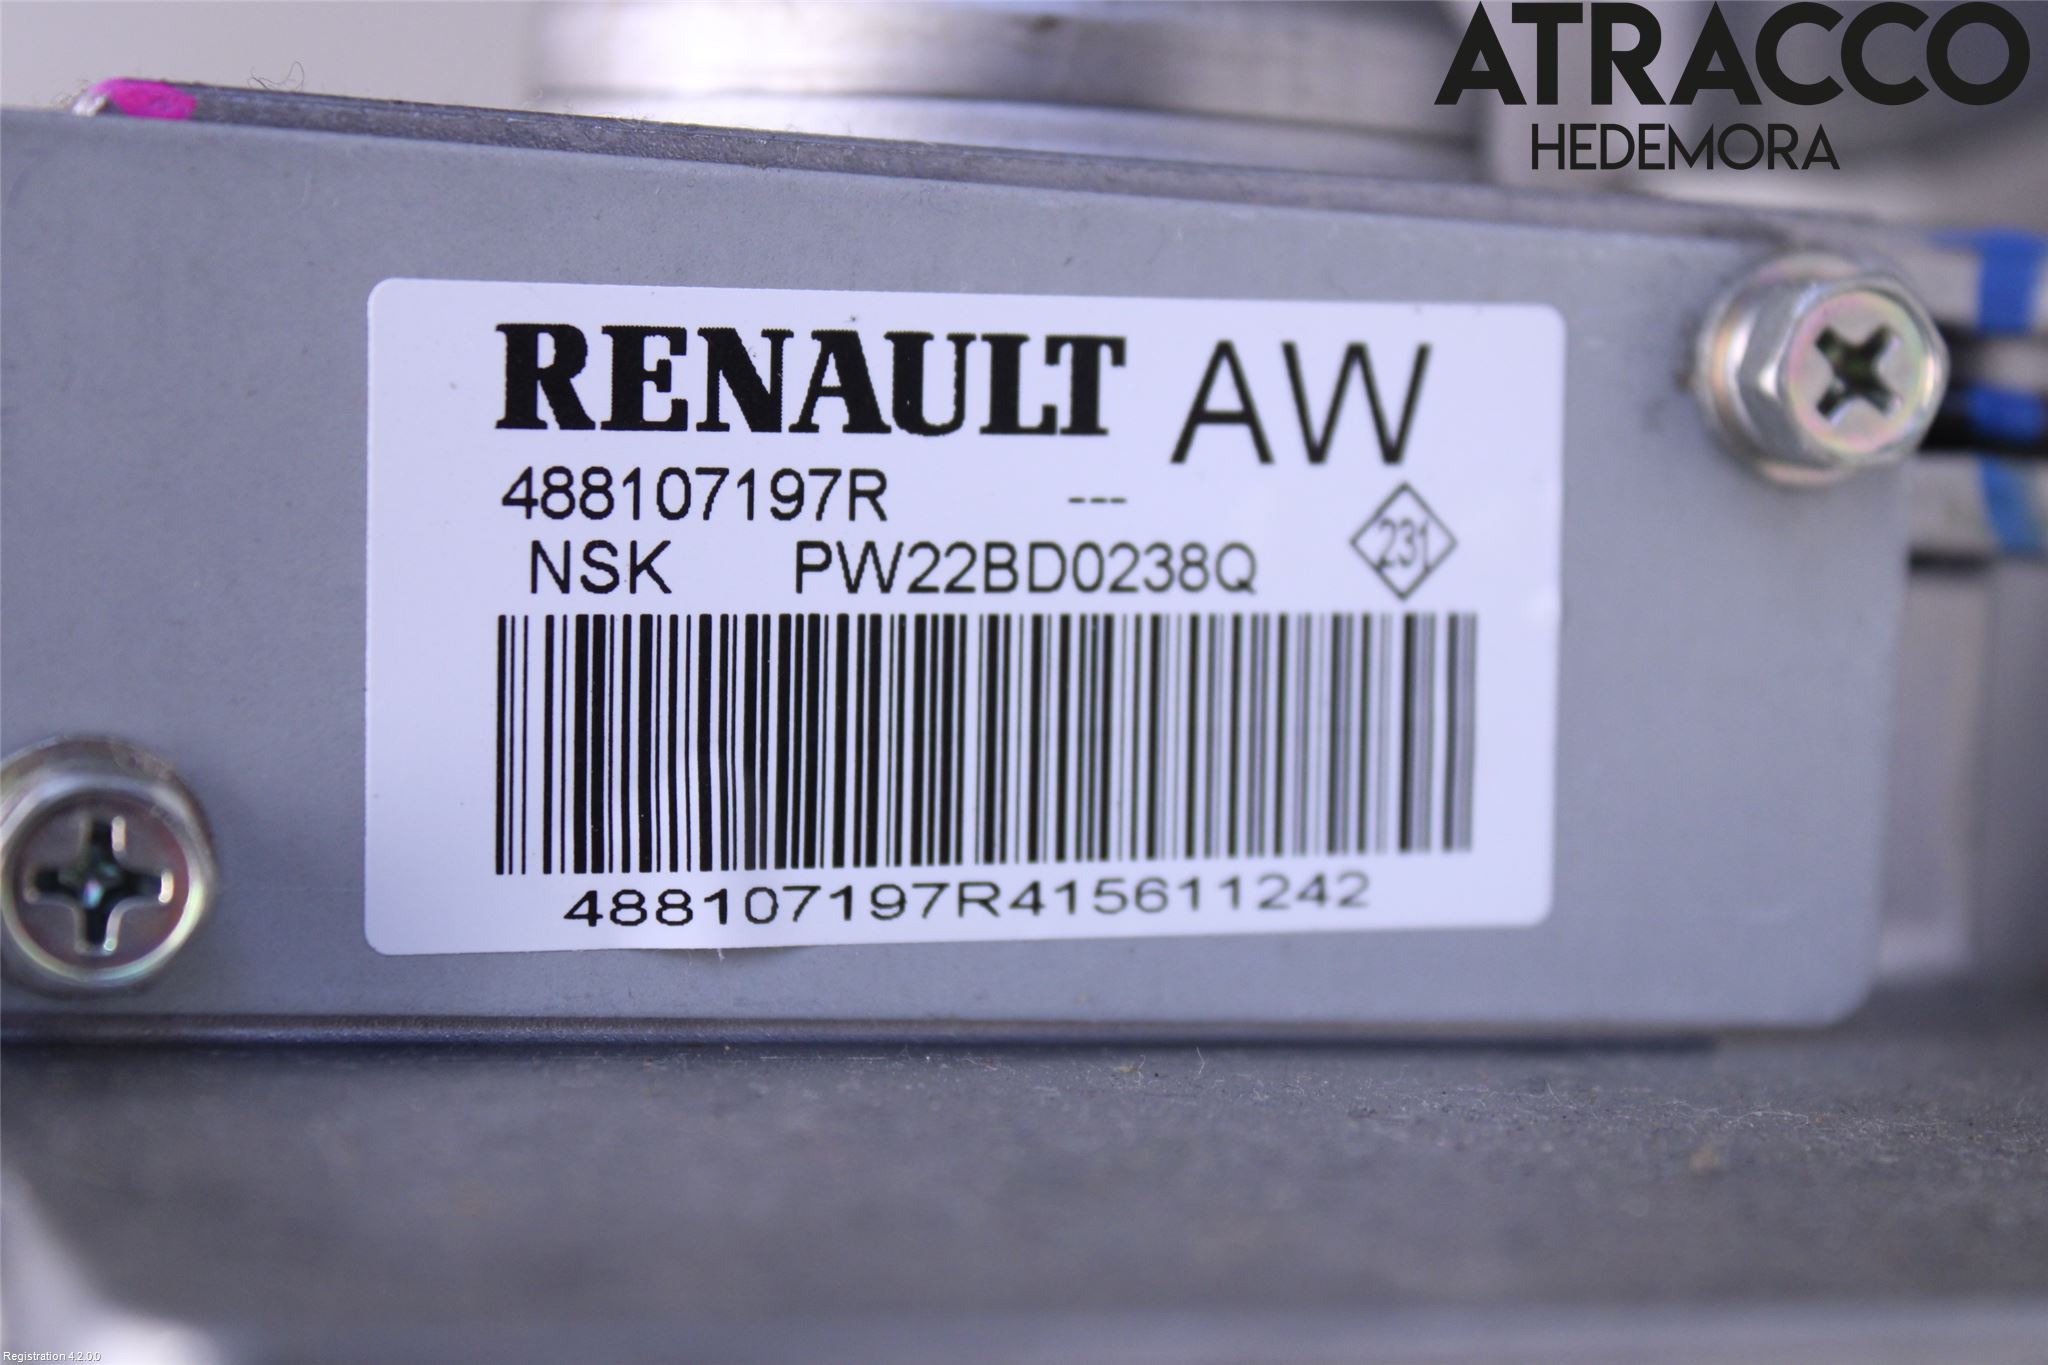 ATRACCO
HEDEMORA
RENAULT AW
488107197R ---
NSK PW22BD0238Q 231
488107197R415611242
Registration 4.2.0.0